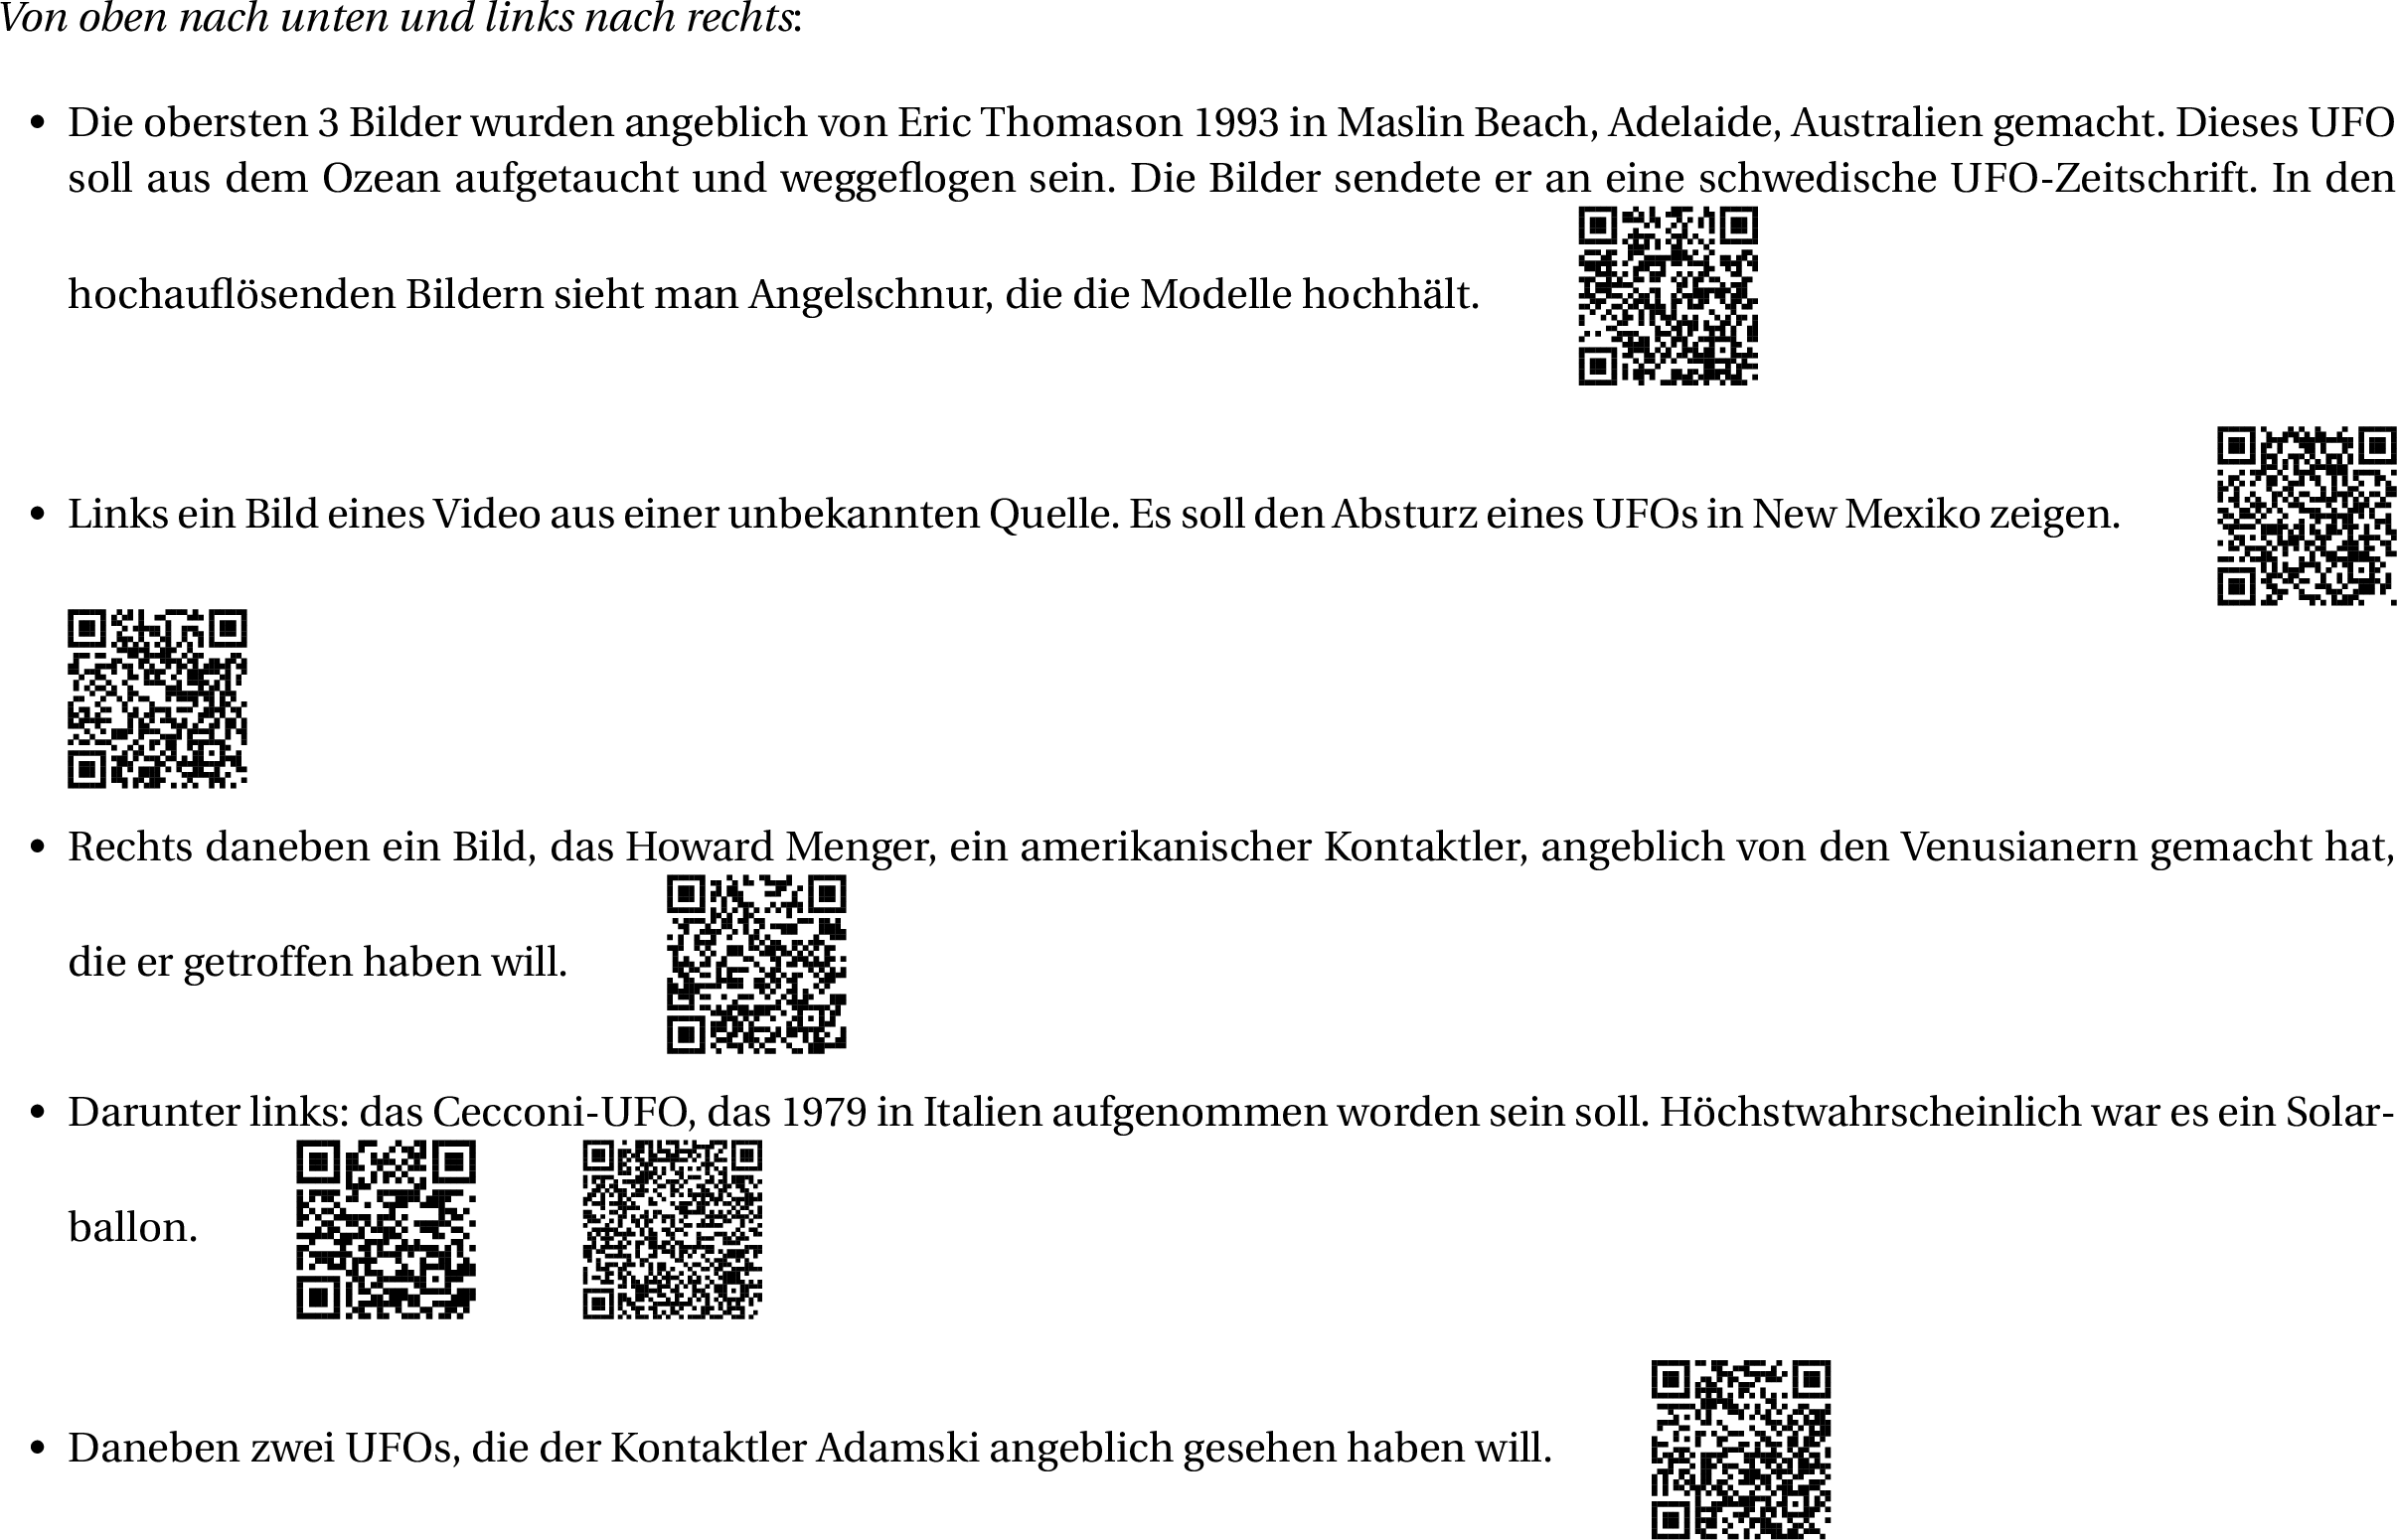 Von oben nach unten und links nach rechts:
• Die obersten 3 Bilder wurden angeblich von Eric Thomason 1993 in Maslin Beach, Adelaide, Australien gemacht. Dieses UFO
soll aus dem Ozean aufgetaucht und weggeflogen sein. Die Bilder sendete er an eine schwedische UFO-Zeitschrift. In den
hochauflösenden Bildern sieht man Angelschnur, die die Modelle hochhält.
• Links ein Bild eines Video aus einer unbekannten Quelle. Es soll den Absturz eines UFOs in New Mexiko zeigen.
• Rechts daneben ein Bild, das Howard Menger, ein amerikanischer Kontaktler, angeblich von den Venusianern gemacht hat,
die er getroffen haben will.
• Darunter links: das Cecconi-UFO, das 1979 in Italien aufgenommen worden sein soll. Höchstwahrscheinlich war es ein Solar-
ballon.
• Daneben zwei UFOs, die der Kontaktler Adamski angeblich gesehen haben will.